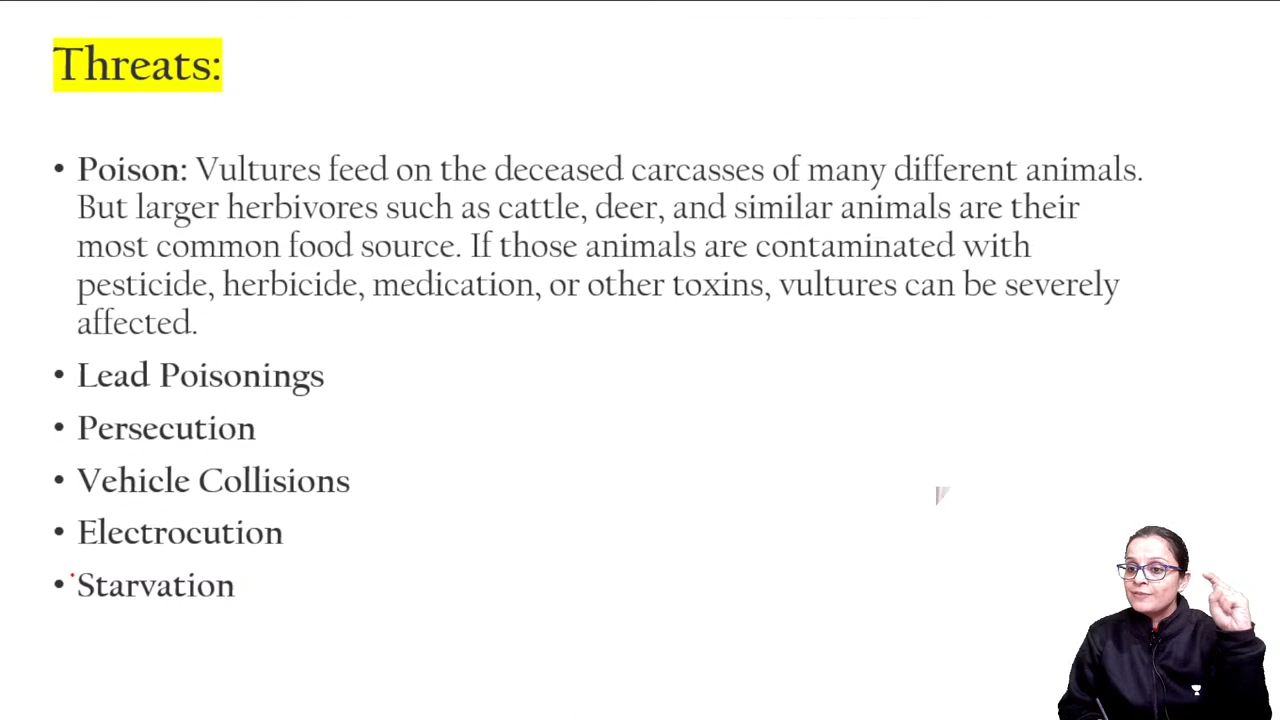 Threats:
• Poison: Vultures feed on the deceased carcasses of many different animals.
But larger herbivores such as cattle, deer, and similar animals are their
most common food source. If those animals are contaminated with
pesticide, herbicide, medication, or other toxins, vultures can be severely
affected.
• Lead Poisonings
• Persecution
• Vehicle Collisions
• Electrocution
• Starvation